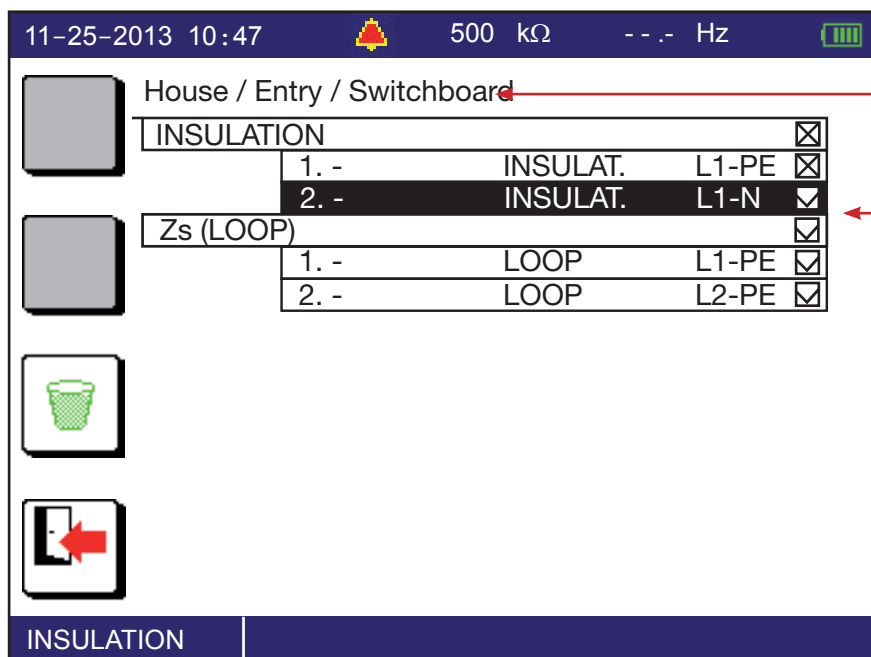 11-25-2013 10:47 500 kΩ - - .- Hz
House / Entry / Switchboard
INSULATION
1. - INSULAT. L1-PE
2. - INSULAT. L1-N
Zs (LOOP)
1. - LOOP L1-PE
2. - LOOP L2-PE
INSULATION